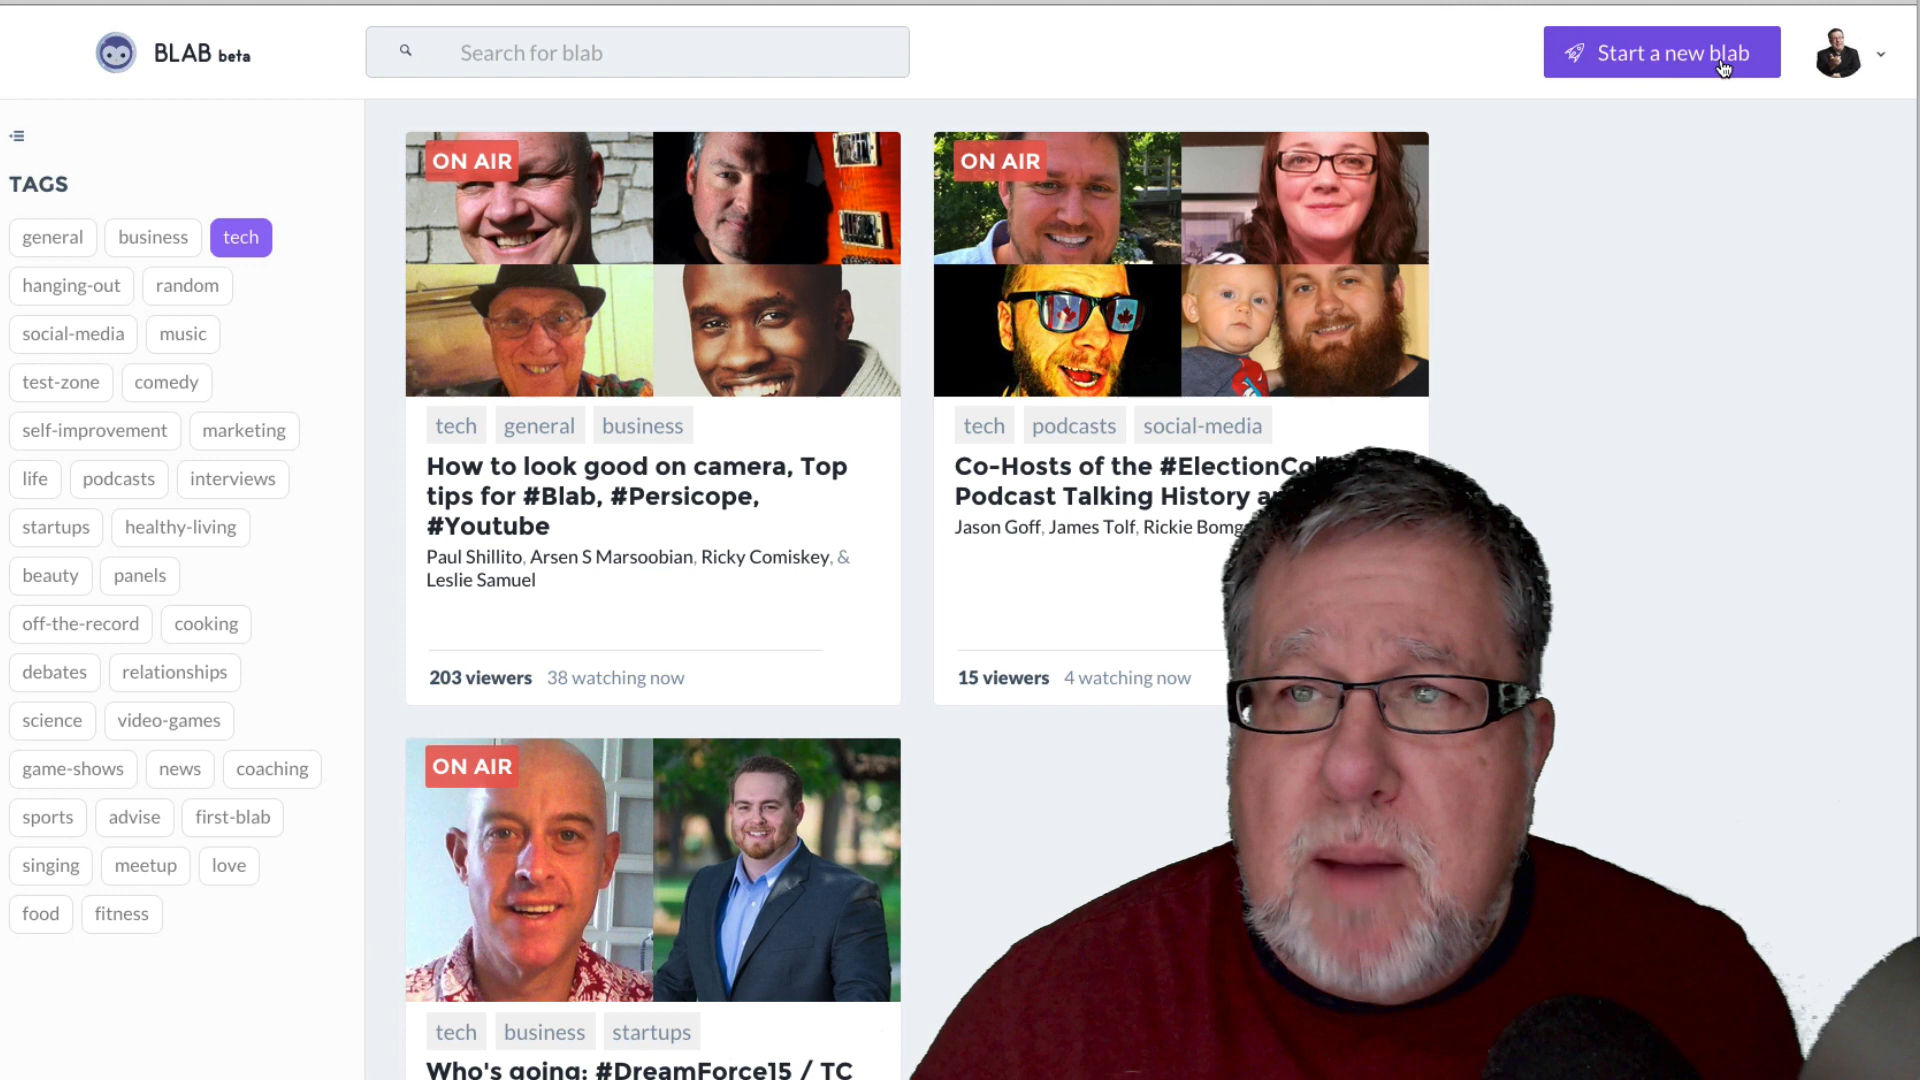 BLAB beta
Search for blab
Start a new blab
TAGS
general business tech
hanging-out random
social-media music
test-zone comedy
self-improvement marketing
life podcasts interviews
startups healthy-living
beauty panels
off-the-record cooking
debates relationships
science video-games
game-shows news coaching
sports advise first-blab
singing meetup love
food fitness
ON AIR
tech general business
How to look good on camera, Top
tips for #Blab, #Persicope,
#Youtube
Paul Shillito, Arsen S Marsoobian, Ricky Comiskey, &
Leslie Samuel
203 viewers 38 watching now
ON AIR
tech podcasts social-media
Co-Hosts of the
Podcast Talking History
Jason Goff, James Tolf, Rickie
15 viewers 4 watching now
ON AIR
tech business startups
Who's going: #DreamForce15 / TC